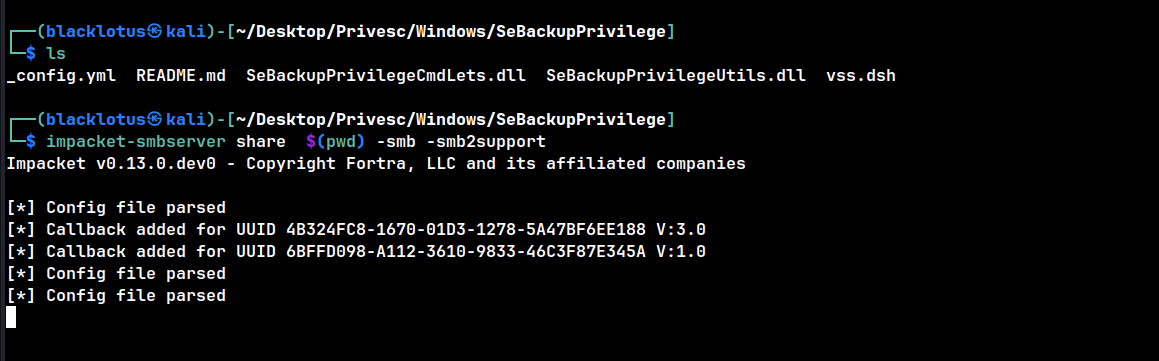 ┌──(blacklotus㉿kali)-[~/Desktop/Privesc/Windows/SeBackupPrivilege]
└─$ ls
_config.yml  README.md  SeBackupPrivilegeCmdLets.dll  SeBackupPrivilegeUtils.dll  vss.dsh
┌──(blacklotus㉿kali)-[~/Desktop/Privesc/Windows/SeBackupPrivilege]
└─$ impacket-smbserver share  $(pwd) -smb -smb2support
Impacket v0.13.0.dev0 - Copyright Fortra, LLC and its affiliated companies
[*] Config file parsed
[*] Callback added for UUID 4B324FC8-1670-01D3-1278-5A47BF6EE188 V:3.0
[*] Callback added for UUID 6BFFD098-A112-3610-9833-46C3F87E345A V:1.0
[*] Config file parsed
[*] Config file parsed